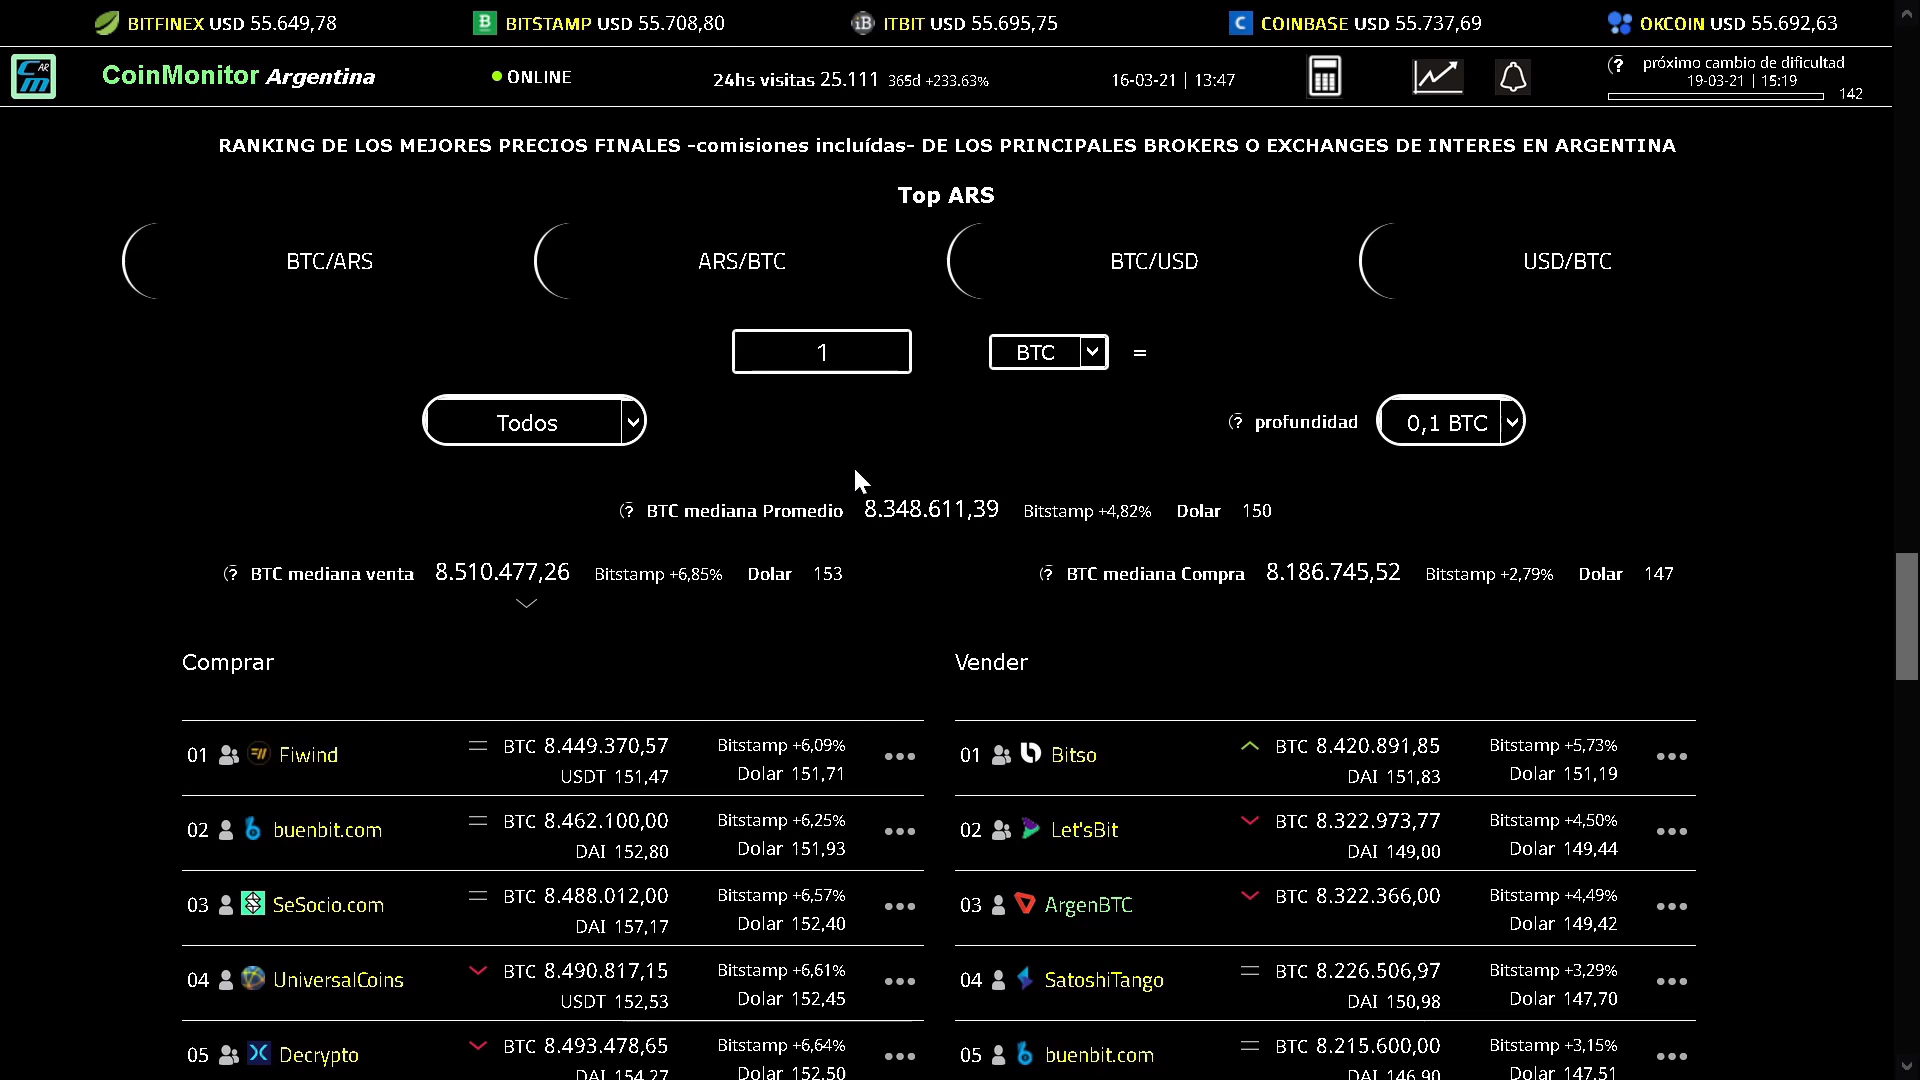 BITFINEX USD 55.649,78 BITSTAMP USD 55.708,80 ITBIT USD 55.695,75 COINBASE USD 55.737,69 OKCOIN USD 55.692,63
CoinMonitor Argentina ONLINE 24hs visitas 25.111 365d +233.63% 16-03-21 | 13:47 próximo cambio de dificultad
19-03-21 | 15:19
142
RANKING DE LOS MEJORES PRECIOS FINALES -comisiones incluídas- DE LOS PRINCIPALES BROKERS O EXCHANGES DE INTERES EN ARGENTINA
Top ARS
BTC/ARS ARS/BTC BTC/USD USD/BTC
1 BTC =
Todos (? profundidad 0,1 BTC
(? BTC mediana Promedio 8.348.611,39 Bitstamp +4,82% Dolar 150
(? BTC mediana venta 8.510.477,26 Bitstamp +6,85% Dolar 153 (? BTC mediana Compra 8.186.745,52 Bitstamp +2,79% Dolar 147
Comprar
01 Fiwind BTC 8.449.370,57 Bitstamp +6,09%
USDT 151,47 Dolar 151,71
02 buenbit.com BTC 8.462.100,00 Bitstamp +6,25%
DAI 152,80 Dolar 151,93
03 SeSocio.com BTC 8.488.012,00 Bitstamp +6,57%
DAI 157,17 Dolar 152,40
04 UniversalCoins BTC 8.490.817,15 Bitstamp +6,61%
USDT 152,53 Dolar 152,45
05 Decrypto BTC 8.493.478,65 Bitstamp +6,64%
DAI 154,27 Dolar 152,50
Vender
01 Bitso BTC 8.420.891,85 Bitstamp +5,73%
DAI 151,83 Dolar 151,19
02 Let'sBit BTC 8.322.973,77 Bitstamp +4,50%
DAI 149,00 Dolar 149,44
03 ArgenBTC BTC 8.322.366,00 Bitstamp +4,49%
Dolar 149,42
04 SatoshiTango BTC 8.226.506,97 Bitstamp +3,29%
DAI 150,98 Dolar 147,70
05 buenbit.com BTC 8.215.600,00 Bitstamp +3,15%
DAI 146,90 Dolar 147,51